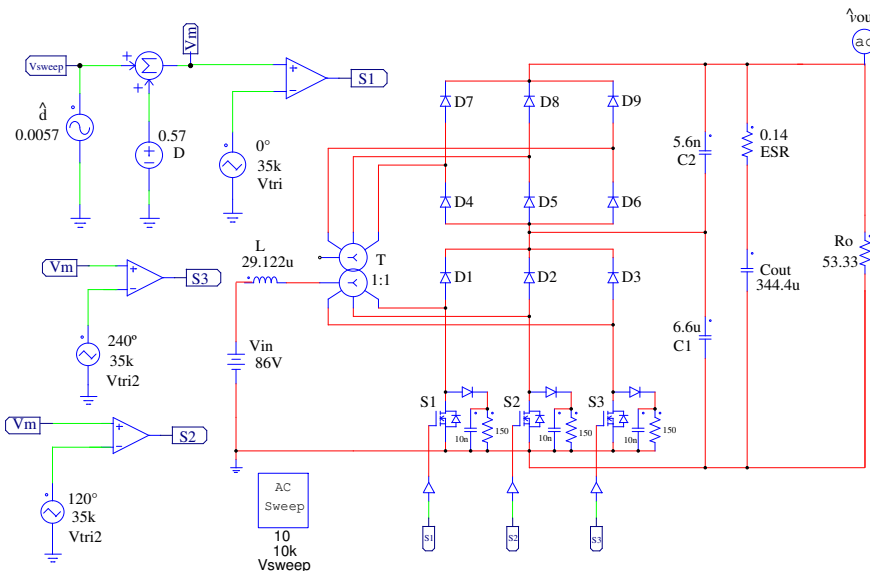 v̂out
ac
Vm
Vsweep
+
+
Σ
+
−
S1
d̂
0.0057
0.57
D
0°
35k
Vtri
D7
D8
D9
5.6n
C2
0.14
ESR
D4
D5
D6
Vm
+
−
S3
L
29.122u
T
1:1
D1
D2
D3
Ro
53.33
Cout
344.4u
240º
35k
Vtri2
Vin
86V
6.6u
C1
Vm
+
−
S2
S1
S2
S3
10n
150
10n
150
10n
150
120°
35k
Vtri2
AC
Sweep
10
10k
Vsweep
S1
S2
S3